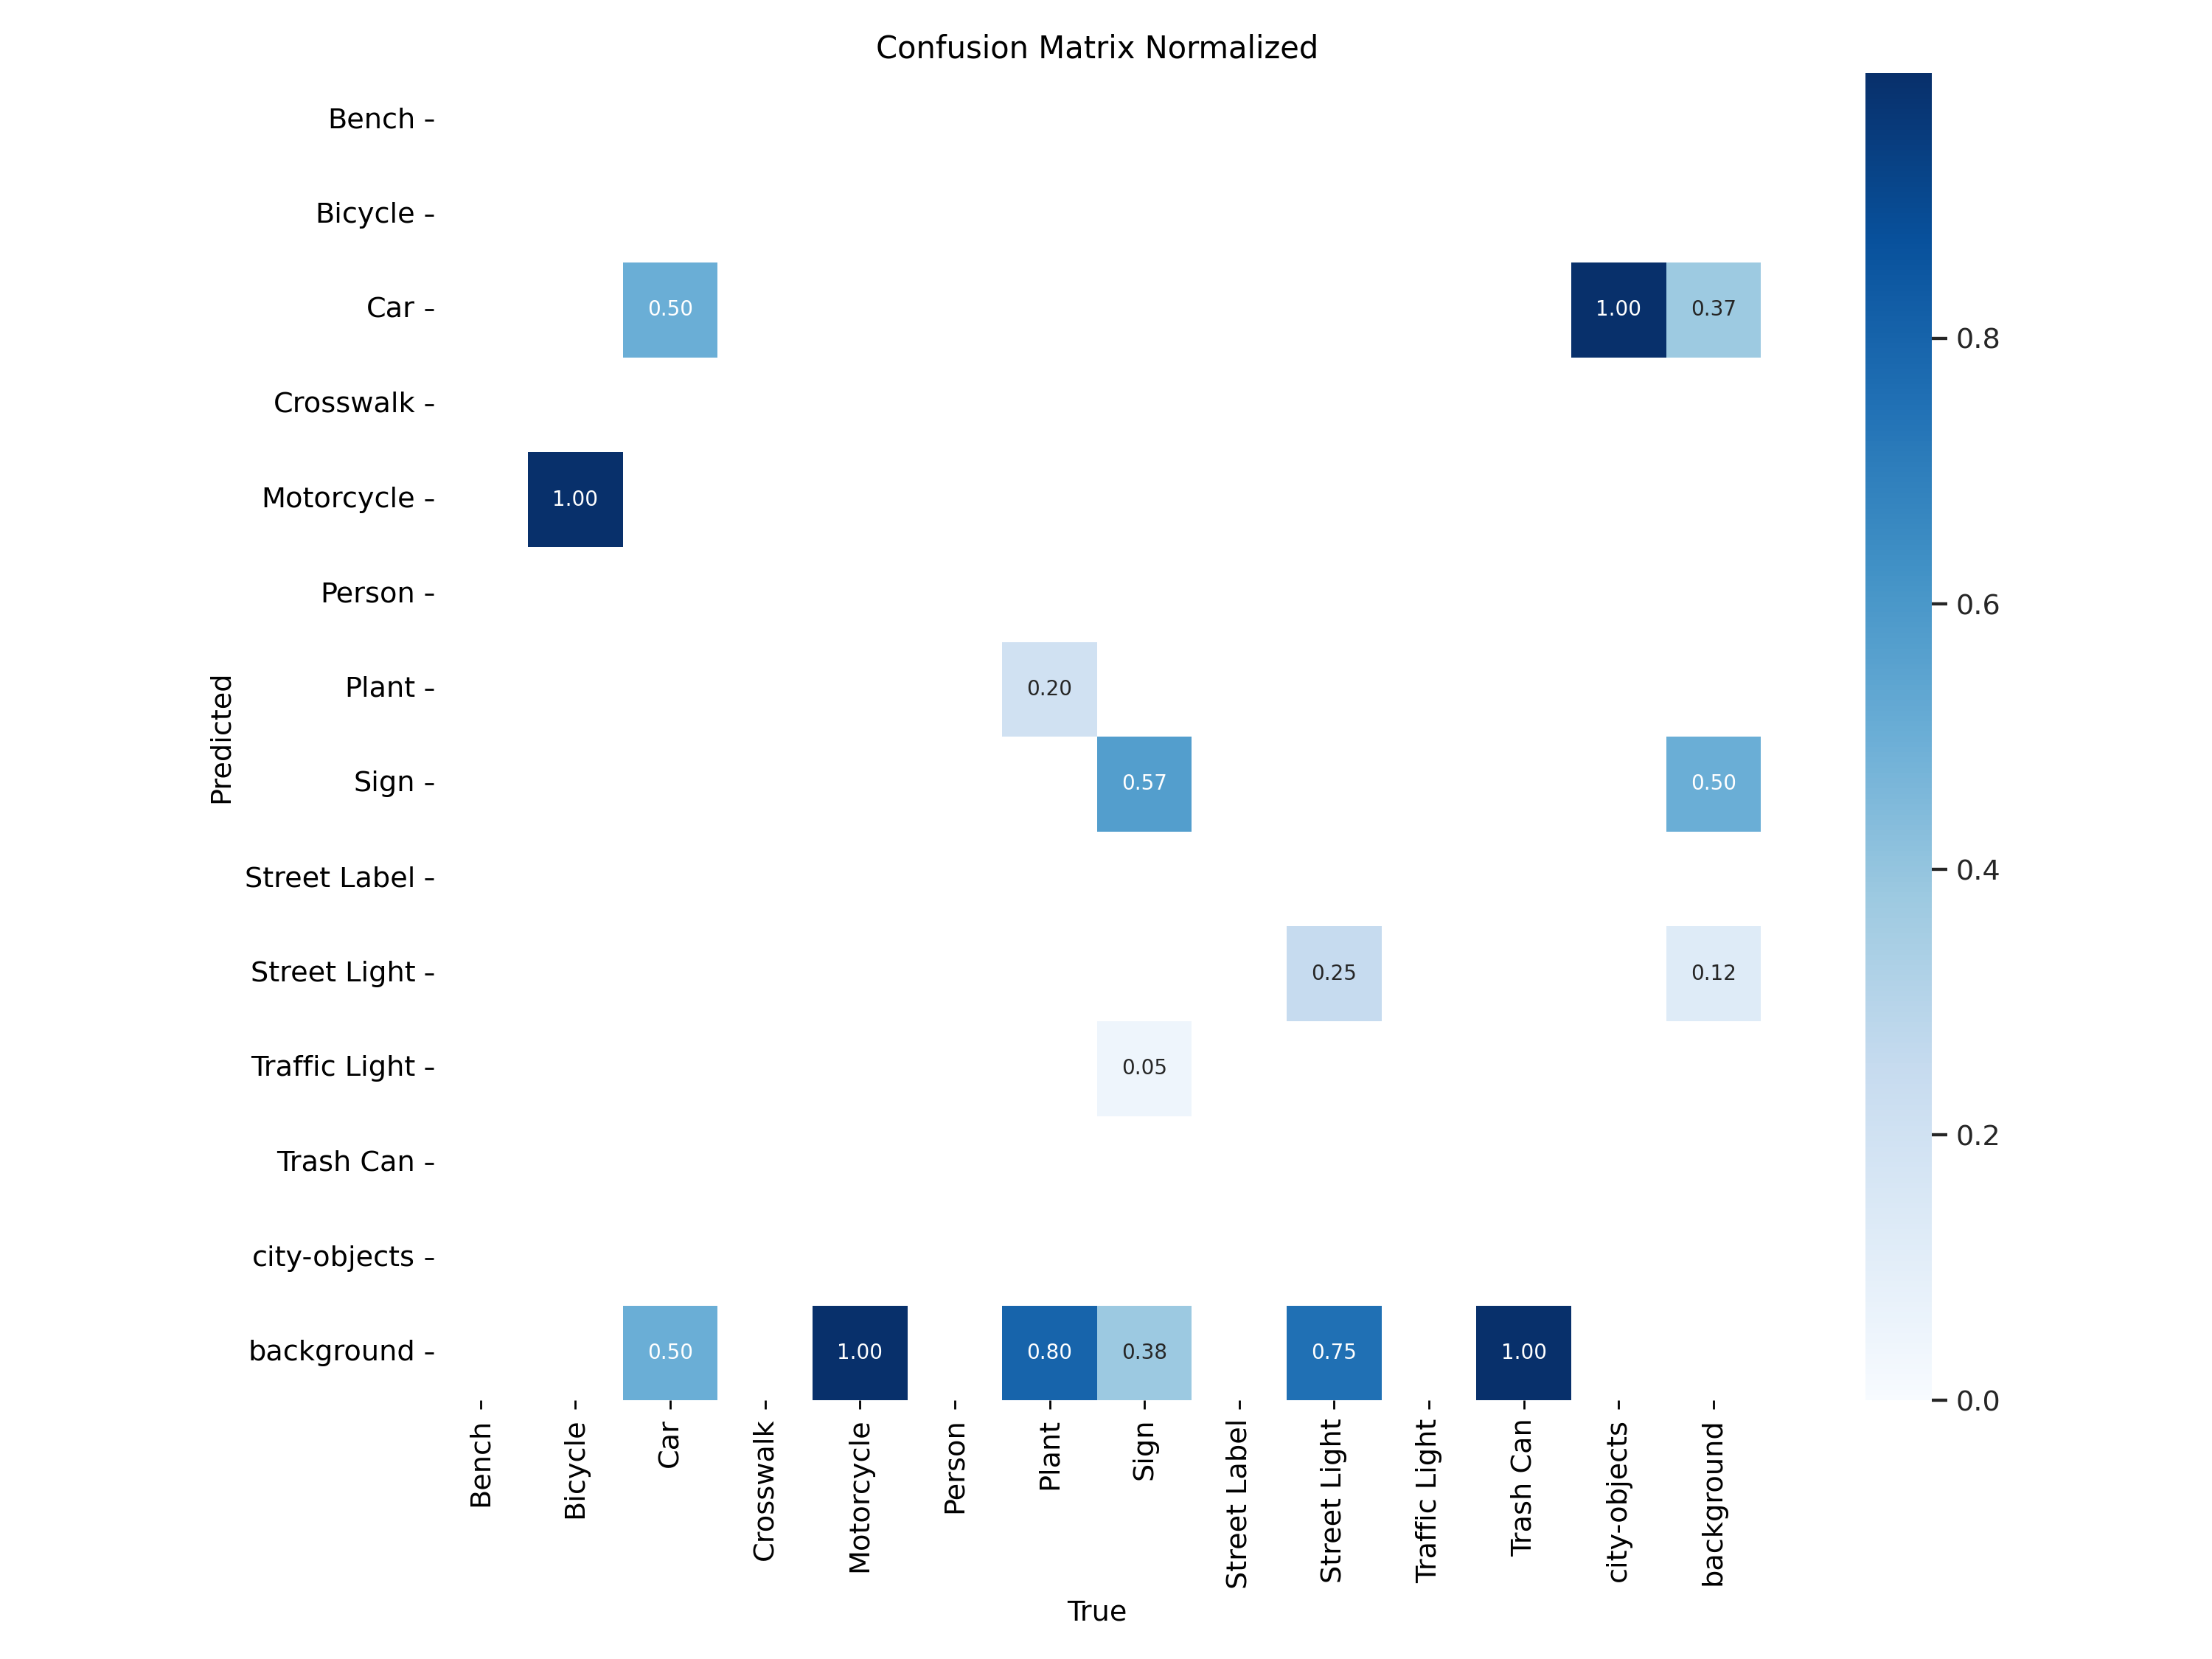 Confusion Matrix Normalized
Predicted
Bench
Bicycle
Car
0.50
1.00
0.37
Crosswalk
Motorcycle
1.00
Person
Plant
0.20
Sign
0.57
0.50
Street Label
Street Light
0.25
0.12
Traffic Light
0.05
Trash Can
city-objects
background
0.50
1.00
0.80
0.38
0.75
1.00
Bench
Bicycle
Car
Crosswalk
Motorcycle
Person
Plant
Sign
Street Label
Street Light
Traffic Light
Trash Can
city-objects
background
True
0.8
0.6
0.4
0.2
0.0